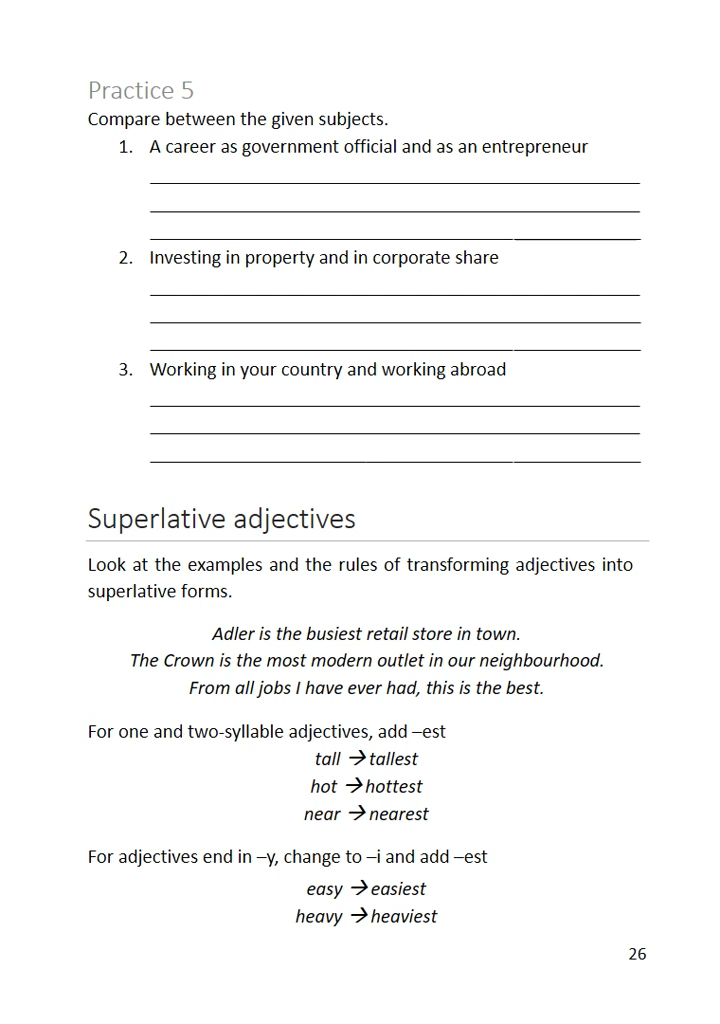 Practice 5
Compare between the given subjects.
1. A career as government official and as an entrepreneur
2. Investing in property and in corporate share
3. Working in your country and working abroad
Superlative adjectives
Look at the examples and the rules of transforming adjectives into
superlative forms.
Adler is the busiest retail store in town.
The Crown is the most modern outlet in our neighbourhood.
From all jobs I have ever had, this is the best.
For one and two-syllable adjectives, add –est
tall → tallest
hot → hottest
near → nearest
For adjectives end in –y, change to –i and add –est
easy → easiest
heavy → heaviest
26